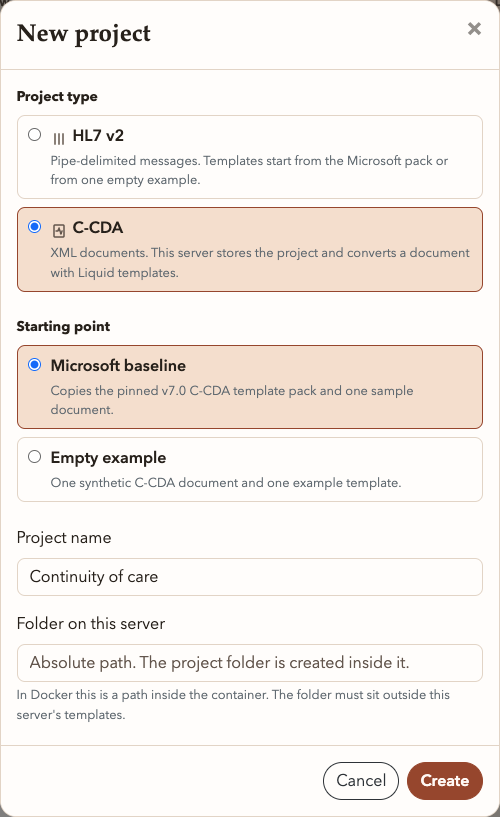 New project
Project type
HL7 v2
Pipe-delimited messages. Templates start from the Microsoft pack or
from one empty example.
C-CDA
XML documents. This server stores the project and converts a document
with Liquid templates.
Starting point
Microsoft baseline
Copies the pinned v7.0 C-CDA template pack and one sample
document.
Empty example
One synthetic C-CDA document and one example template.
Project name
Continuity of care
Folder on this server
Absolute path. The project folder is created inside it.
In Docker this is a path inside the container. The folder must sit outside this
server's templates.
Cancel
Create